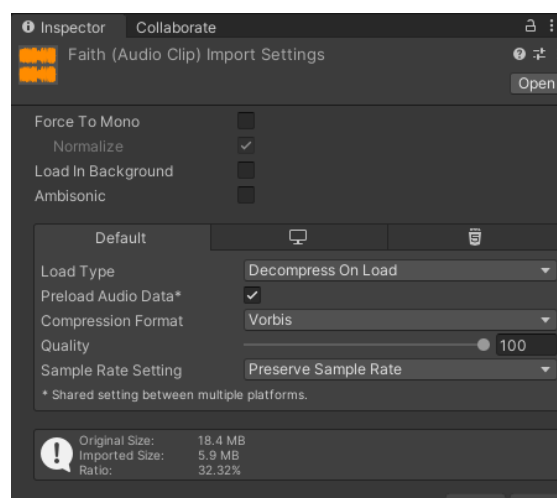 Inspector Collaborate
Faith (Audio Clip) Import Settings
Open
Force To Mono
Normalize
Load In Background
Ambisonic
Default
Load Type Decompress On Load
Preload Audio Data*
Compression Format Vorbis
Quality 100
Sample Rate Setting Preserve Sample Rate
* Shared setting between multiple platforms.
Original Size: 18.4 MB
Imported Size: 5.9 MB
Ratio: 32.32%